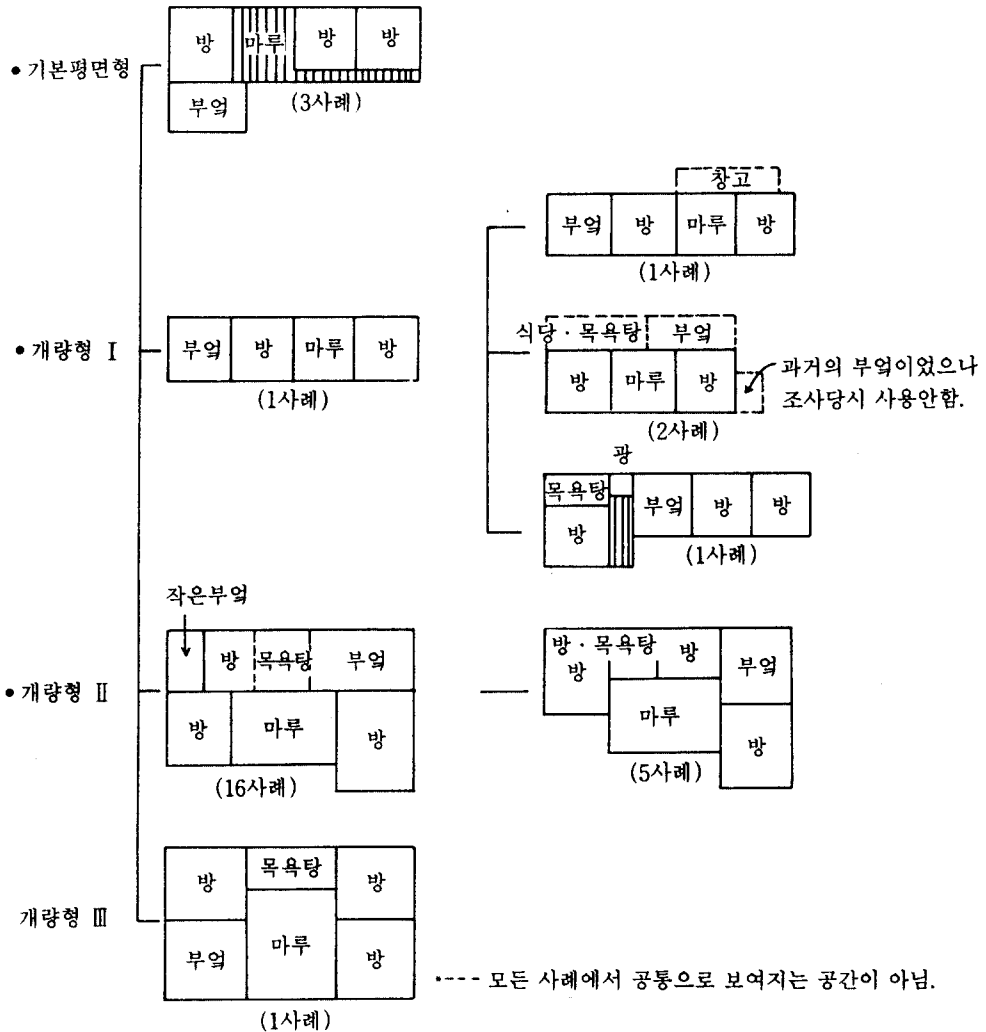 • 기본평면형
방 마루 방 방
부엌
(3사례)
• 개량형 Ⅰ
부엌 방 마루 방
(1사례)
창고
부엌 방 마루 방
(1사례)
식당·목욕탕 부엌
방 마루 방
과거의 부엌이었으나
조사당시 사용안함.
(2사례)
광
목욕탕
방 부엌 방 방
(1사례)
• 개량형 Ⅱ
작은부엌
방 목욕탕 부엌
방 마루 방
(16사례)
방·목욕탕 방 부엌
방 마루 방
(5사례)
개량형 Ⅲ
방 목욕탕 방
부엌 마루 방
(1사례)
·---- 모든 사례에서 공통으로 보여지는 공간이 아님.